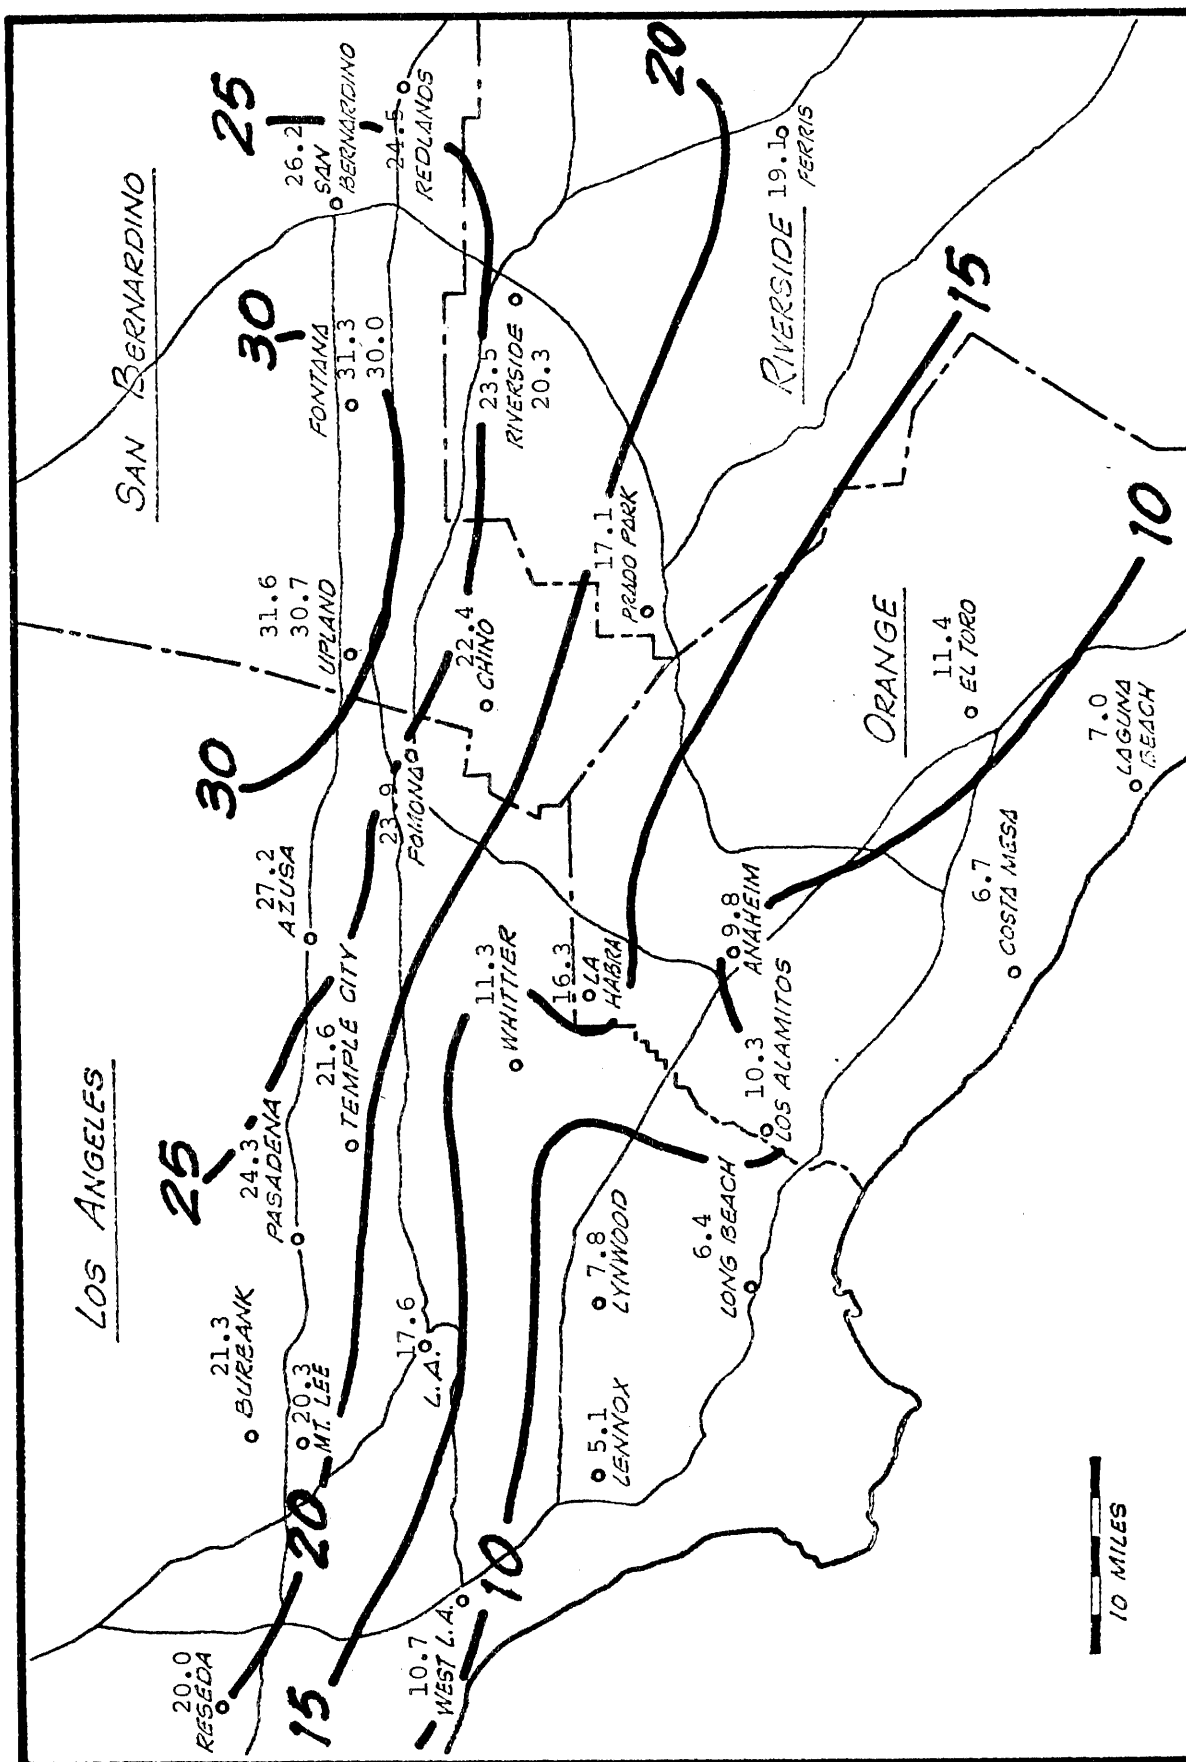 LOS ANGELES
SAN BERNARDINO
ORANGE
RIVERSIDE
20.0
RESEDA
21.3
BURBANK
20.3
MT. LEE
24.3
PASADENA
21.6
TEMPLE CITY
27.2
AZUSA
31.6
30.7
UPLAND
FONTANA
31.3
30.0
26.2
SAN
BERNARDINO
24.5
REDLANDS
10.7
WEST L.A.
17.6
L.A.
11.3
WHITTIER
23.9
POMONA
22.4
CHINO
23.5
RIVERSIDE
20.3
17.1
PRADO PARK
19.1
PERRIS
5.1
LENNOX
7.8
LYNWOOD
6.4
LONG BEACH
16.3
LA
HABRA
10.3
LOS ALAMITOS
9.8
ANAHEIM
6.7
COSTA MESA
11.4
EL TORO
7.0
LAGUNA
BEACH
25
30
30
25
20
20
15
15
10
10
10 MILES